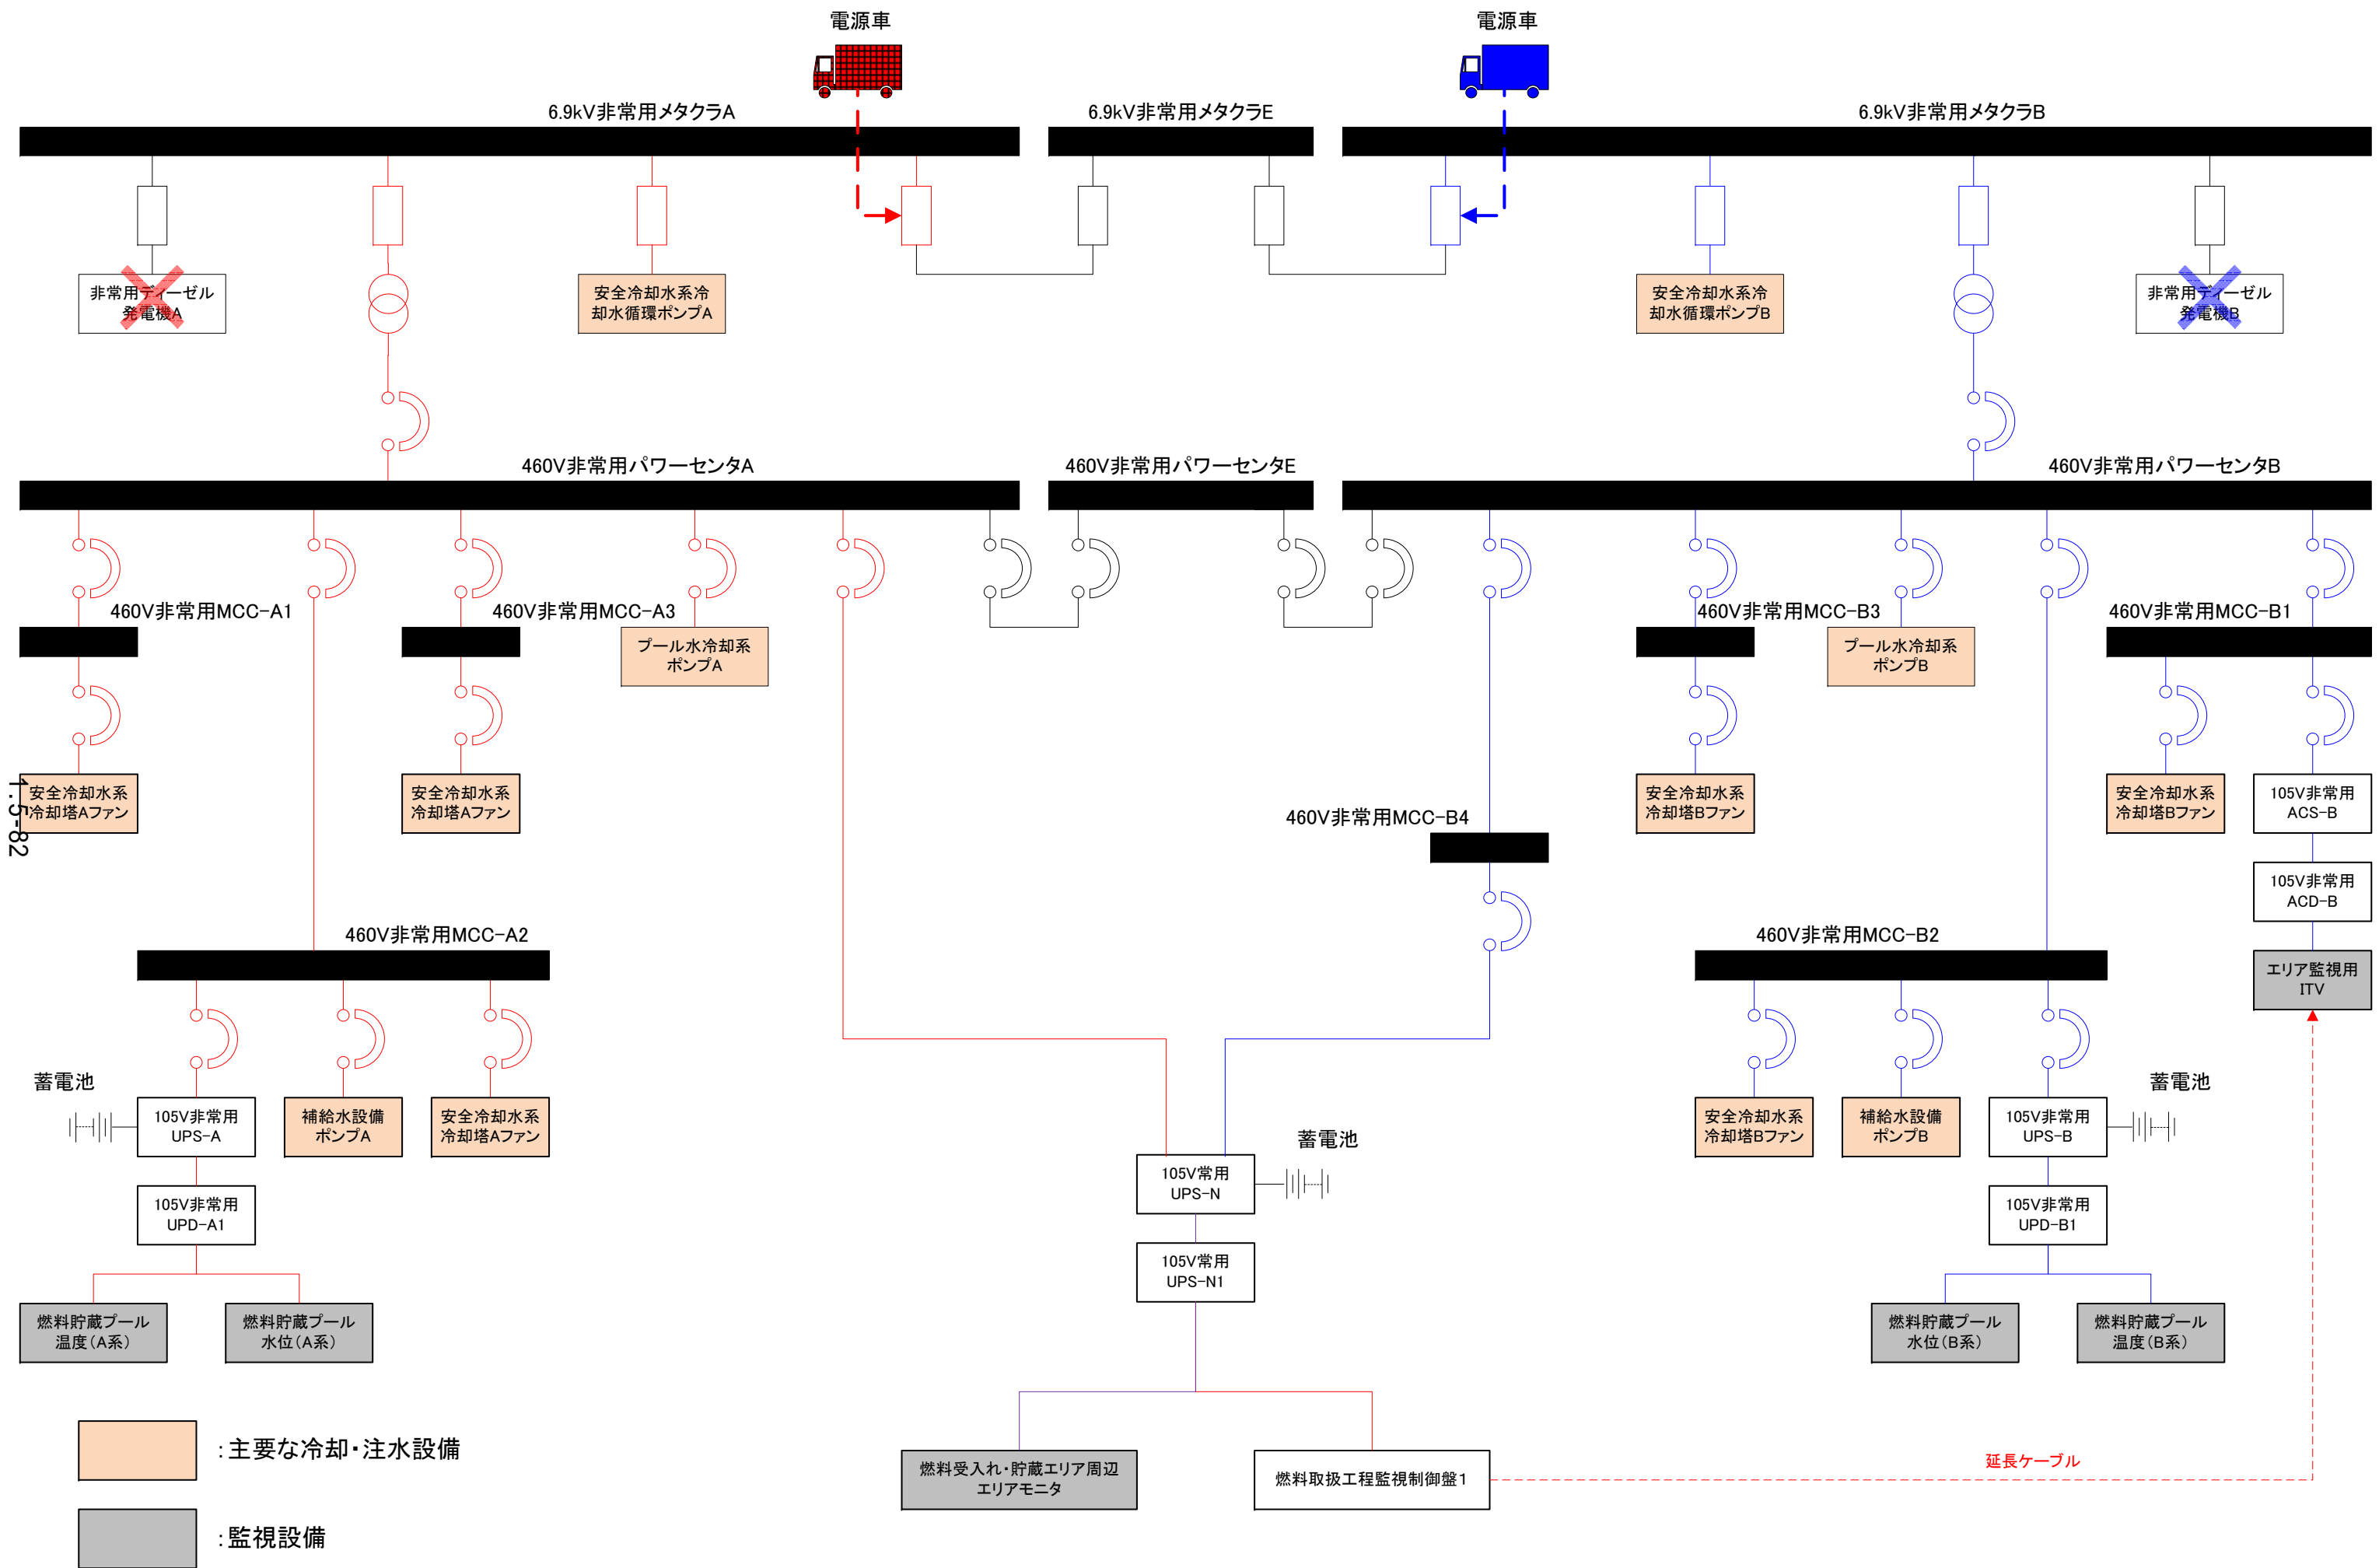 電源車
電源車
6.9kV非常用メタクラA
6.9kV非常用メタクラE
6.9kV非常用メタクラB
非常用ディーゼル
発電機A
安全冷却水系冷
却水循環ポンプA
安全冷却水系冷
却水循環ポンプB
非常用ディーゼル
発電機B
460V非常用パワーセンタA
460V非常用パワーセンタE
460V非常用パワーセンタB
460V非常用MCC-A1
460V非常用MCC-A3
プール水冷却系
ポンプA
460V非常用MCC-B3
プール水冷却系
ポンプB
460V非常用MCC-B1
安全冷却水系
冷却塔Aファン
安全冷却水系
冷却塔Aファン
460V非常用MCC-B4
安全冷却水系
冷却塔Bファン
安全冷却水系
冷却塔Bファン
105V非常用
ACS-B
105V非常用
ACD-B
1.5-82
460V非常用MCC-A2
460V非常用MCC-B2
エリア監視用
ITV
蓄電池
105V非常用
UPS-A
補給水設備
ポンプA
安全冷却水系
冷却塔Aファン
安全冷却水系
冷却塔Bファン
補給水設備
ポンプB
105V非常用
UPS-B
蓄電池
蓄電池
105V常用
UPS-N
105V非常用
UPD-A1
105V非常用
UPD-B1
105V常用
UPS-N1
燃料貯蔵プール
温度(A系)
燃料貯蔵プール
水位(A系)
燃料貯蔵プール
水位(B系)
燃料貯蔵プール
温度(B系)
:主要な冷却・注水設備
燃料受入れ・貯蔵エリア周辺
エリアモニタ
燃料取扱工程監視制御盤1
延長ケーブル
:監視設備